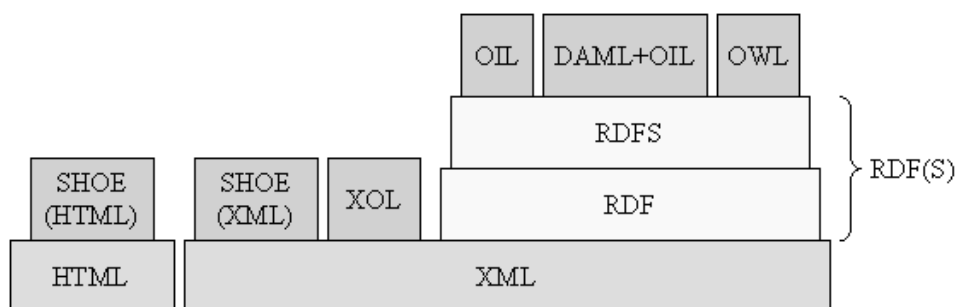 OIL
DAML+OIL
OWL
RDFS
RDF(S)
SHOE
(HTML)
SHOE
(XML)
XOL
RDF
HTML
XML